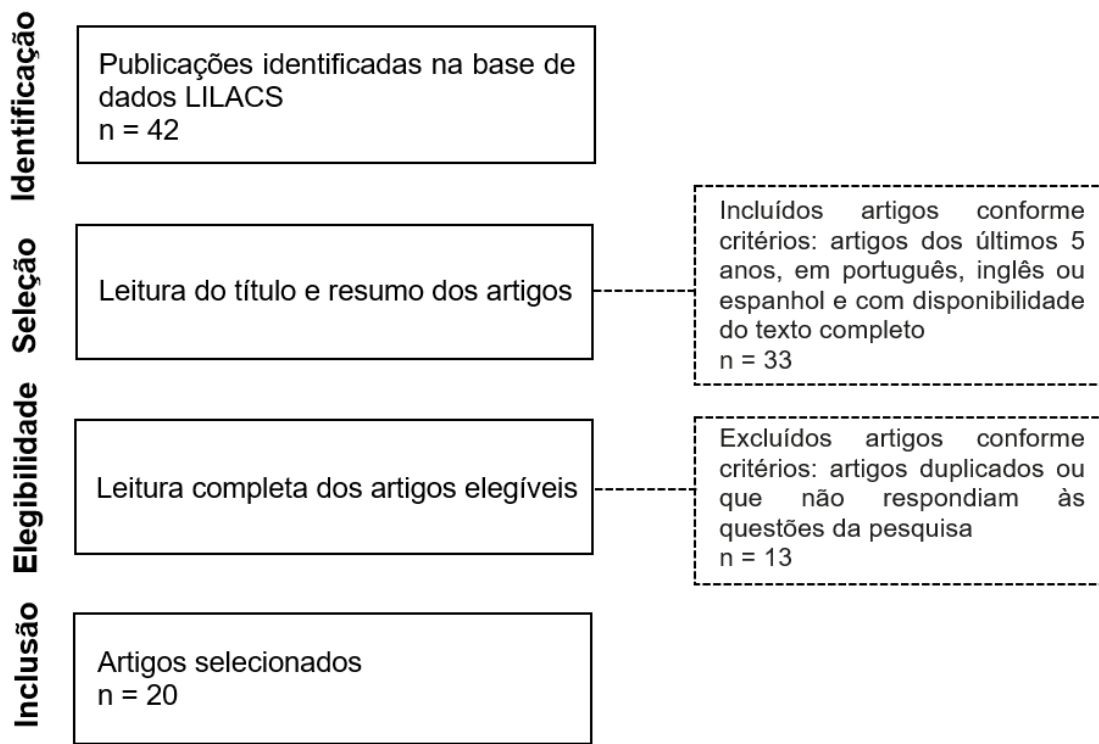 Identificação
Publicações identificadas na base de
dados LILACS
n = 42
Seleção
Leitura do título e resumo dos artigos
Incluídos artigos conforme
critérios: artigos dos últimos 5
anos, em português, inglês ou
espanhol e com disponibilidade
do texto completo
n = 33
Elegibilidade
Leitura completa dos artigos elegíveis
Excluídos artigos conforme
critérios: artigos duplicados ou
que não respondiam às
questões da pesquisa
n = 13
Inclusão
Artigos selecionados
n = 20